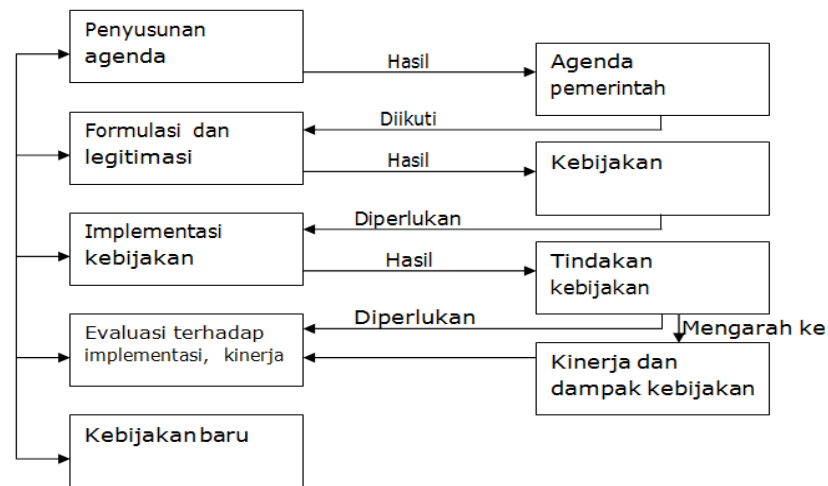 Penyusunan
agenda
Hasil
Agenda
pemerintah
Diikuti
Formulasi dan
legitimasi
Hasil
Kebijakan
Diperlukan
Implementasi
kebijakan
Hasil
Tindakan
kebijakan
Diperlukan
Mengarah ke
Evaluasi terhadap
implementasi, kinerja
Kinerja dan
dampak kebijakan
Kebijakan baru